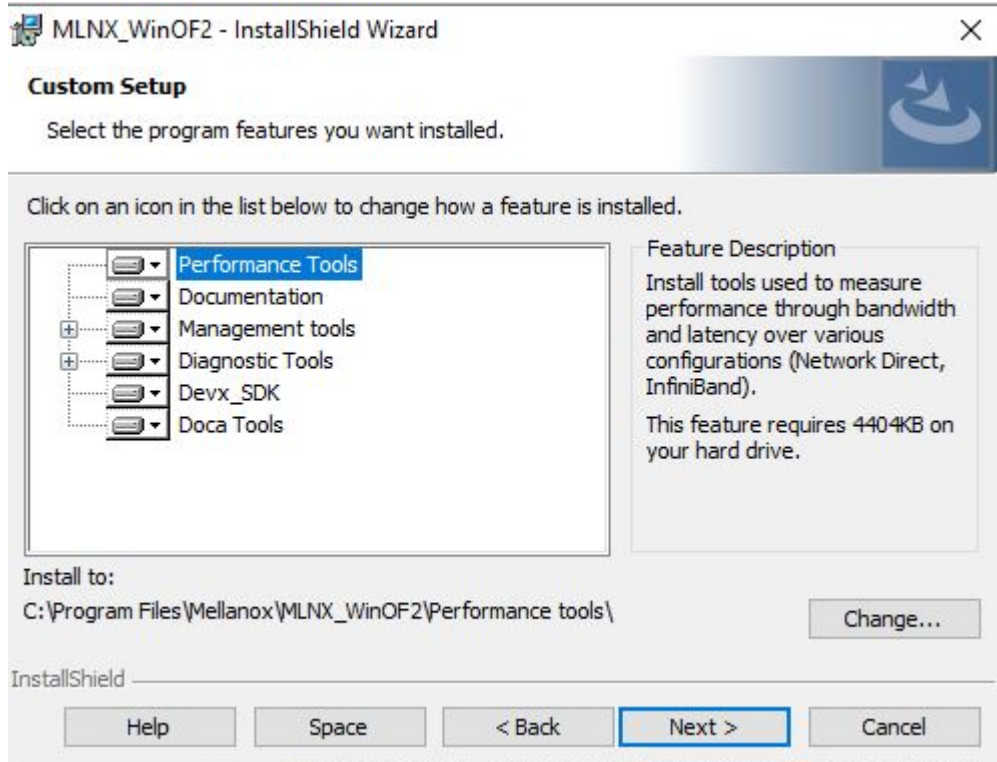 MLNX_WinOF2 - InstallShield Wizard
Custom Setup
Select the program features you want installed.
Click on an icon in the list below to change how a feature is installed.
Performance Tools
Documentation
Management tools
Diagnostic Tools
Devx_SDK
Doca Tools
Feature Description
Install tools used to measure
performance through bandwidth
and latency over various
configurations (Network Direct,
InfiniBand).
This feature requires 4404KB on
your hard drive.
Install to:
C:\Program Files\Mellanox\MLNX_WinOF2\Performance tools\
Change...
InstallShield
Help
Space
< Back
Next >
Cancel